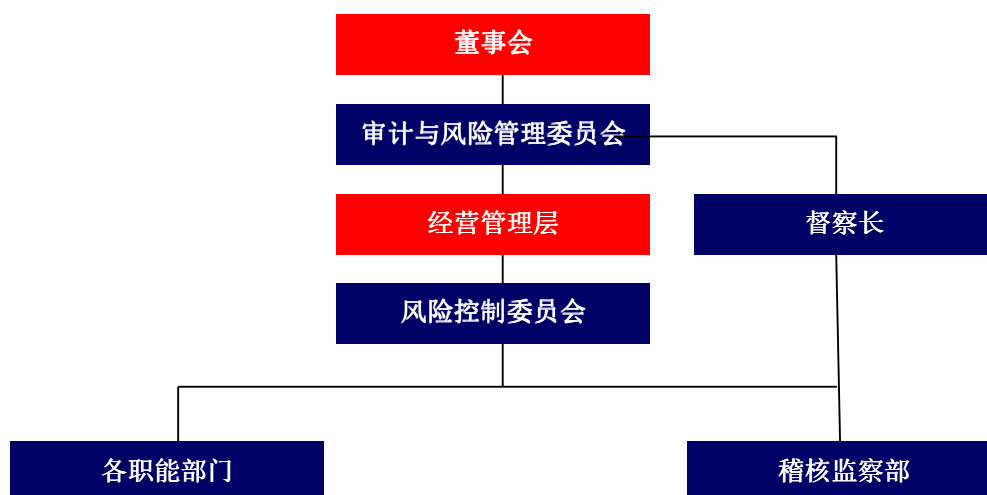 董事会
审计与风险管理委员会
经营管理层
督察长
风险控制委员会
各职能部门
稽核监察部